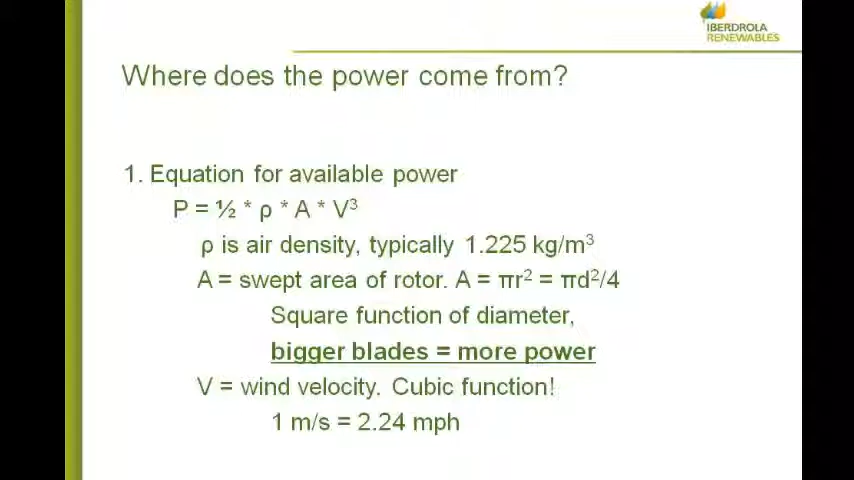 IBERDROLA
RENEWABLES
Where does the power come from?
1. Equation for available power
P = ½ * ρ * A * V³
ρ is air density, typically 1.225 kg/m³
A = swept area of rotor. A = πr² = πd²/4
Square function of diameter,
bigger blades = more power
V = wind velocity. Cubic function!
1 m/s = 2.24 mph